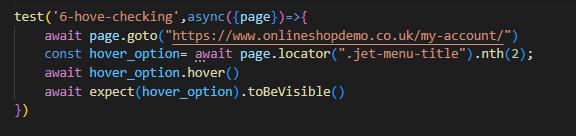 test('6-hove-checking',async({page})=>{
await page.goto("https://www.onlineshopdemo.co.uk/my-account/")
const hover_option= await page.locator(".jet-menu-title").nth(2);
await hover_option.hover()
await expect(hover_option).toBeVisible()
})